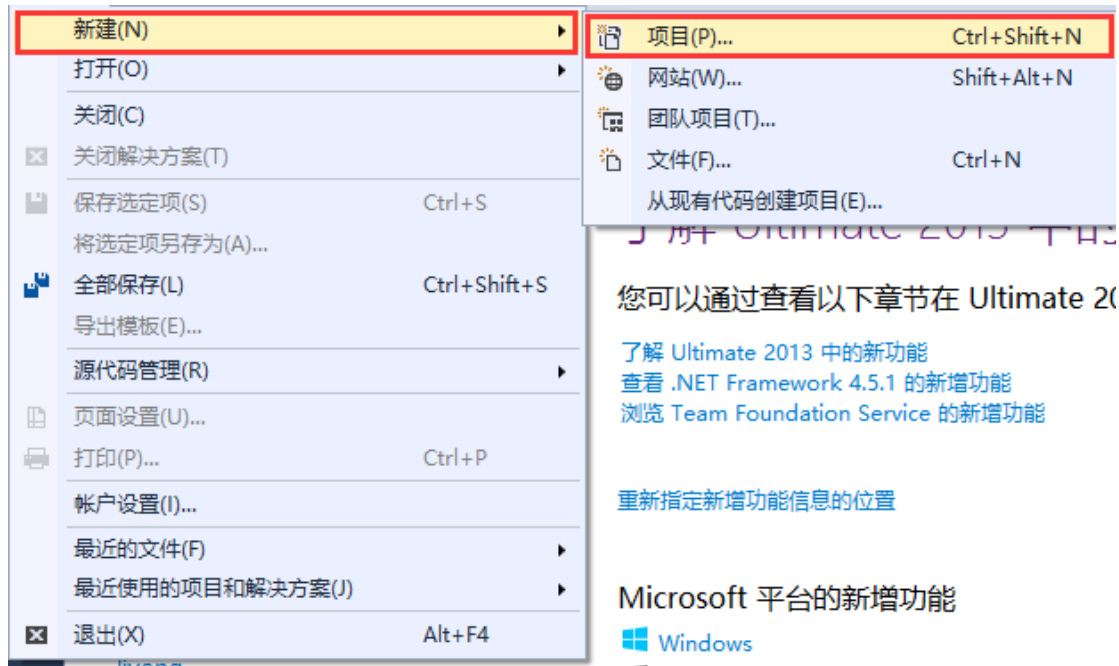 新建(N)
打开(O)
关闭(C)
关闭解决方案(T)
保存选定项(S) Ctrl+S
将选定项另存为(A)...
全部保存(L) Ctrl+Shift+S
导出模板(E)...
源代码管理(R)
页面设置(U)...
打印(P)... Ctrl+P
帐户设置(I)...
最近的文件(F)
最近使用的项目和解决方案(J)
退出(X) Alt+F4
项目(P)... Ctrl+Shift+N
网站(W)... Shift+Alt+N
团队项目(T)...
文件(F)... Ctrl+N
从现有代码创建项目(E)...
了解 Ultimate 2013 中的
您可以通过查看以下章节在 Ultimate 20
了解 Ultimate 2013 中的新功能
查看 .NET Framework 4.5.1 的新增功能
浏览 Team Foundation Service 的新增功能
重新指定新增功能信息的位置
Microsoft 平台的新增功能
Windows